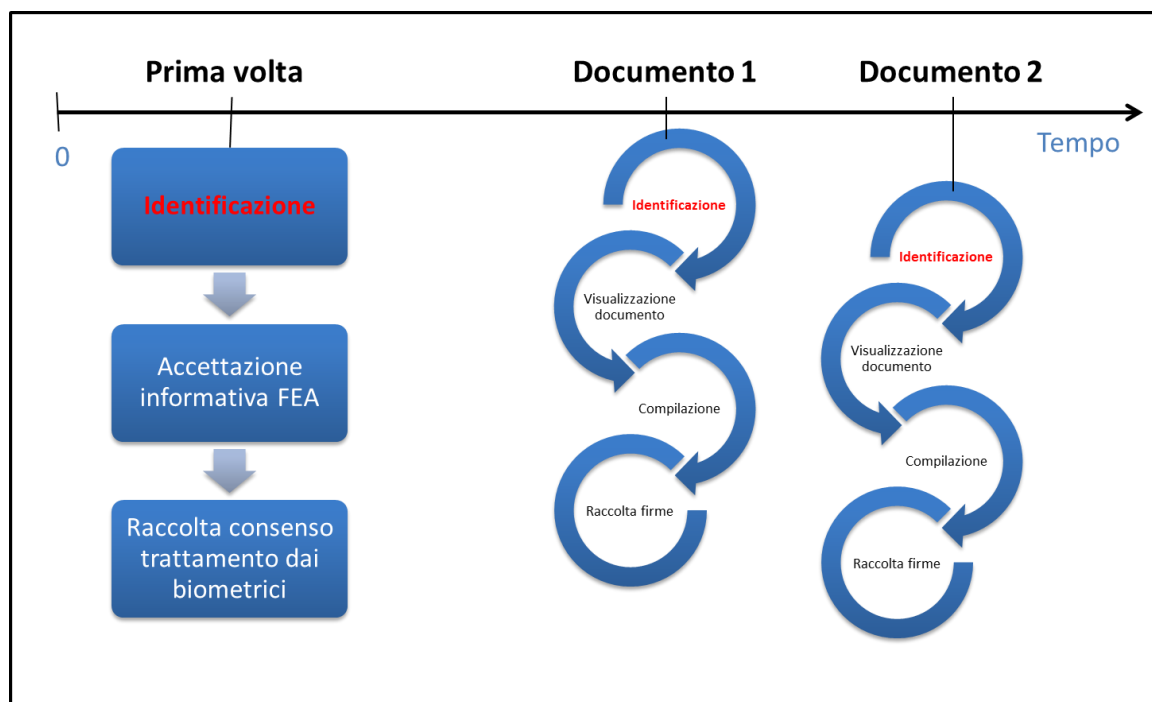 Prima volta
Documento 1
Documento 2
0
Tempo
Identificazione
Accettazione
informativa FEA
Raccolta consenso
trattamento dai
biometrici
Identificazione
Visualizzazione
documento
Compilazione
Raccolta firme
Identificazione
Visualizzazione
documento
Compilazione
Raccolta firme